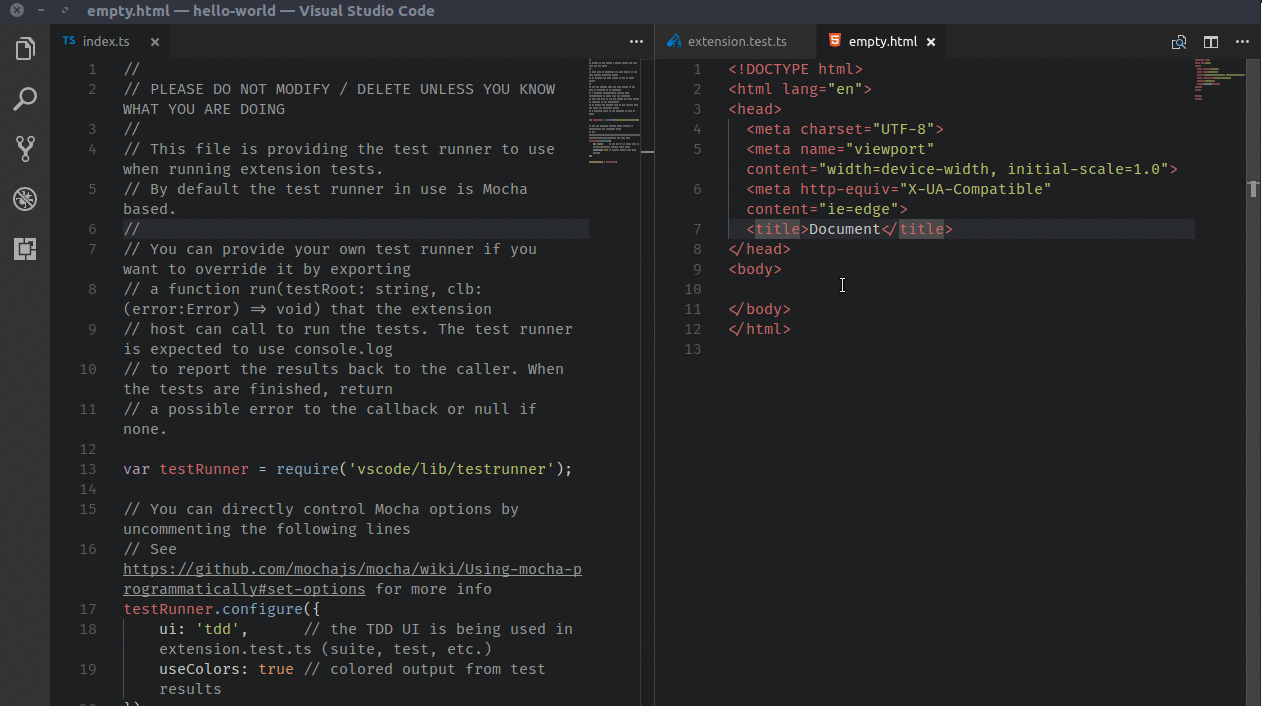 empty.html — hello-world — Visual Studio Code
TS index.ts
1 //
2 // PLEASE DO NOT MODIFY / DELETE UNLESS YOU KNOW
WHAT YOU ARE DOING
3 //
4 // This file is providing the test runner to use
when running extension tests.
5 // By default the test runner in use is Mocha
based.
6 //
7 // You can provide your own test runner if you
want to override it by exporting
8 // a function run(testRoot: string, clb:
(error:Error) => void) that the extension
9 // host can call to run the tests. The test runner
is expected to use console.log
10 // to report the results back to the caller. When
the tests are finished, return
11 // a possible error to the callback or null if
none.
12
13 var testRunner = require('vscode/lib/testrunner');
14
15 // You can directly control Mocha options by
uncommenting the following lines
16 // See
https://github.com/mochajs/mocha/wiki/Using-mocha-p
rogrammatically#set-options for more info
17 testRunner.configure({
18 ui: 'tdd', // the TDD UI is being used in
extension.test.ts (suite, test, etc.)
19 useColors: true // colored output from test
results
20 })
extension.test.ts
empty.html
1 <!DOCTYPE html>
2 <html lang="en">
3 <head>
4 <meta charset="UTF-8">
5 <meta name="viewport"
content="width=device-width, initial-scale=1.0">
6 <meta http-equiv="X-UA-Compatible"
content="ie=edge">
7 <title>Document</title>
8 </head>
9 <body>
10
11 </body>
12 </html>
13